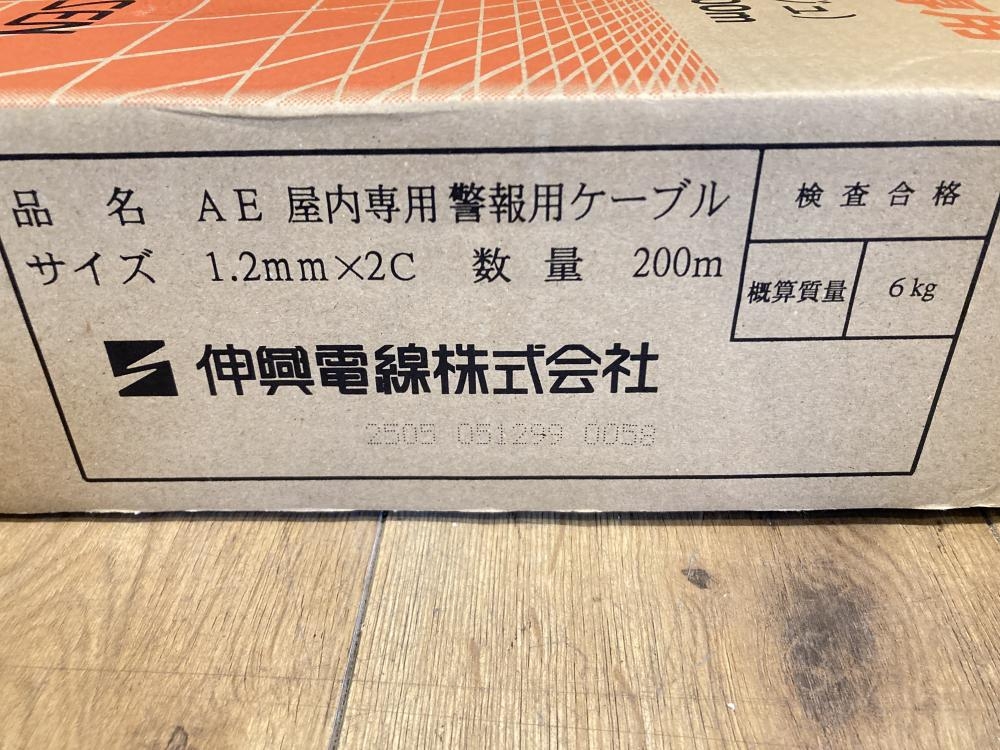 品 名 AE 屋内専用 警報用ケーブル
サイズ 1.2mm×2C 数 量 200m
検 査 合 格
概算質量 6kg
伸興電線株式会社
2505 051299 0058